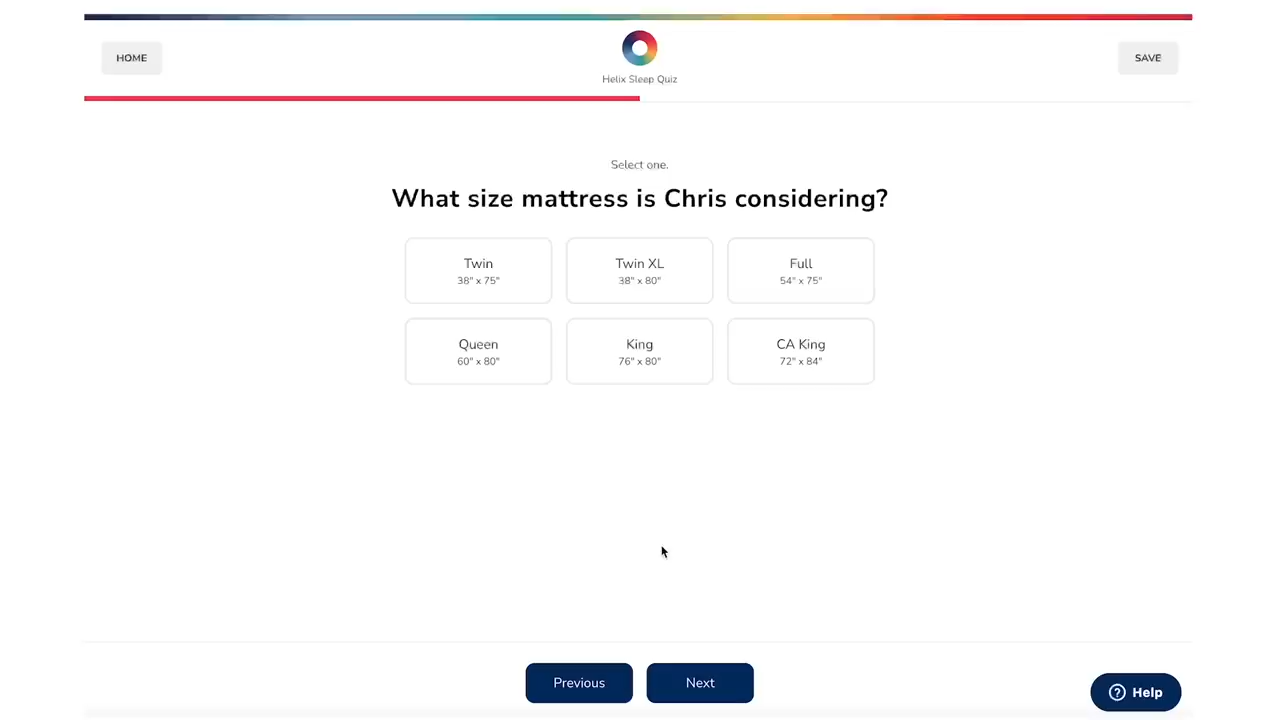 HOME
Helix Sleep Quiz
SAVE
Select one.
What size mattress is Chris considering?
Twin
38" x 75"
Twin XL
38" x 80"
Full
54" x 75"
Queen
60" x 80"
King
76" x 80"
CA King
72" x 84"
Previous
Next
? Help